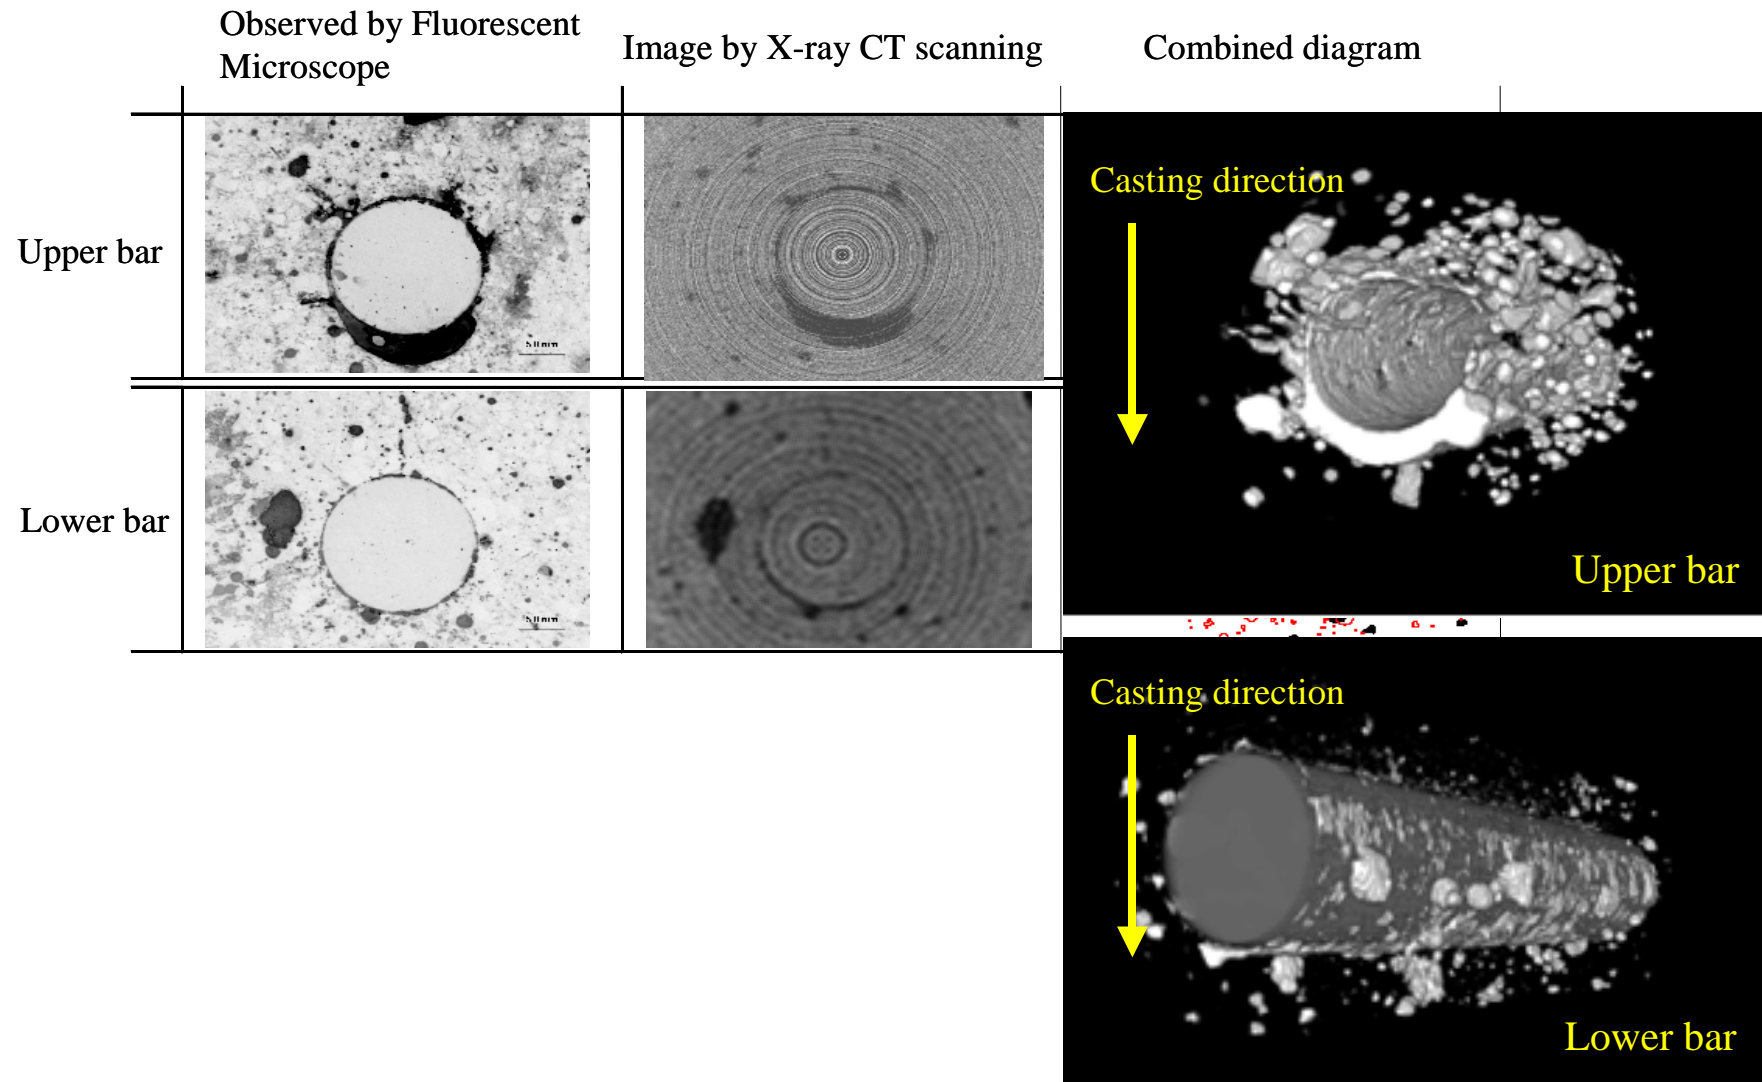 Observed by Fluorescent
Microscope
Image by X-ray CT scanning
Combined diagram
Upper bar
Casting direction
Upper bar
Lower bar
Casting direction
Lower bar